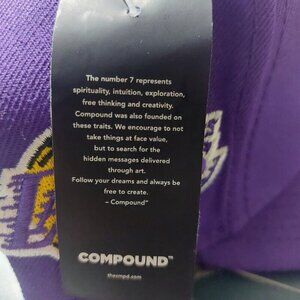 The number 7 represents
spirituality, intuition, exploration,
free thinking and creativity.
Compound was also founded on
these traits. We encourage to not
take things at face value,
but to search for the
hidden messages delivered
through art.
Follow your dreams and always be
free to create.
– Compound”
COMPOUND™
thecmpd.com